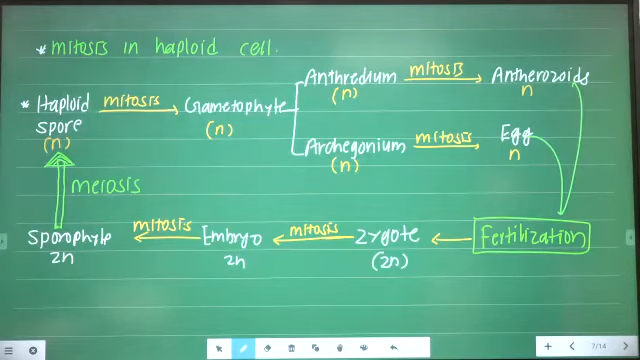 * mitosis in haploid cell.
Anthredium mitosis Antherozoids
(n) n
* Haploid mitosis Gametophyte
spore (n)
(n)
Archegonium mitosis Egg
(n) n
meiosis
Sporophyte mitosis Embryo mitosis Zygote Fertilization
2n 2n (2n)
7/14